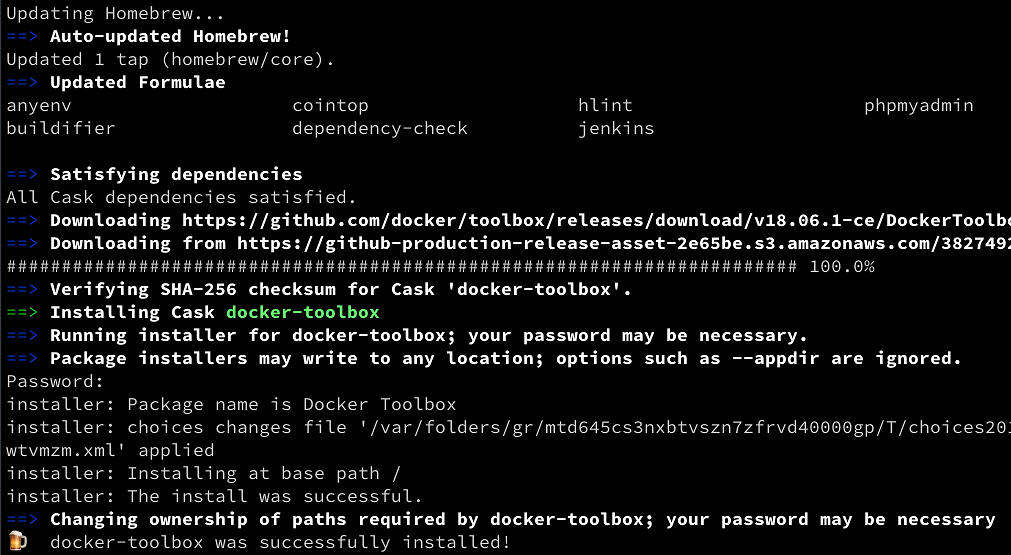 Updating Homebrew...
==> Auto-updated Homebrew!
Updated 1 tap (homebrew/core).
==> Updated Formulae
anyenv cointop hlint phpmyadmin
buildifier dependency-check jenkins
==> Satisfying dependencies
All Cask dependencies satisfied.
==> Downloading https://github.com/docker/toolbox/releases/download/v18.06.1-ce/DockerToolbo
==> Downloading from https://github-production-release-asset-2e65be.s3.amazonaws.com/3827492
######################################################################## 100.0%
==> Verifying SHA-256 checksum for Cask 'docker-toolbox'.
==> Installing Cask docker-toolbox
==> Running installer for docker-toolbox; your password may be necessary.
==> Package installers may write to any location; options such as --appdir are ignored.
Password:
installer: Package name is Docker Toolbox
installer: choices changes file '/var/folders/gr/mtd645cs3nxbtvszn7zfrvd40000gp/T/choices201
wtvmzm.xml' applied
installer: Installing at base path /
installer: The install was successful.
==> Changing ownership of paths required by docker-toolbox; your password may be necessary
🍺 docker-toolbox was successfully installed!